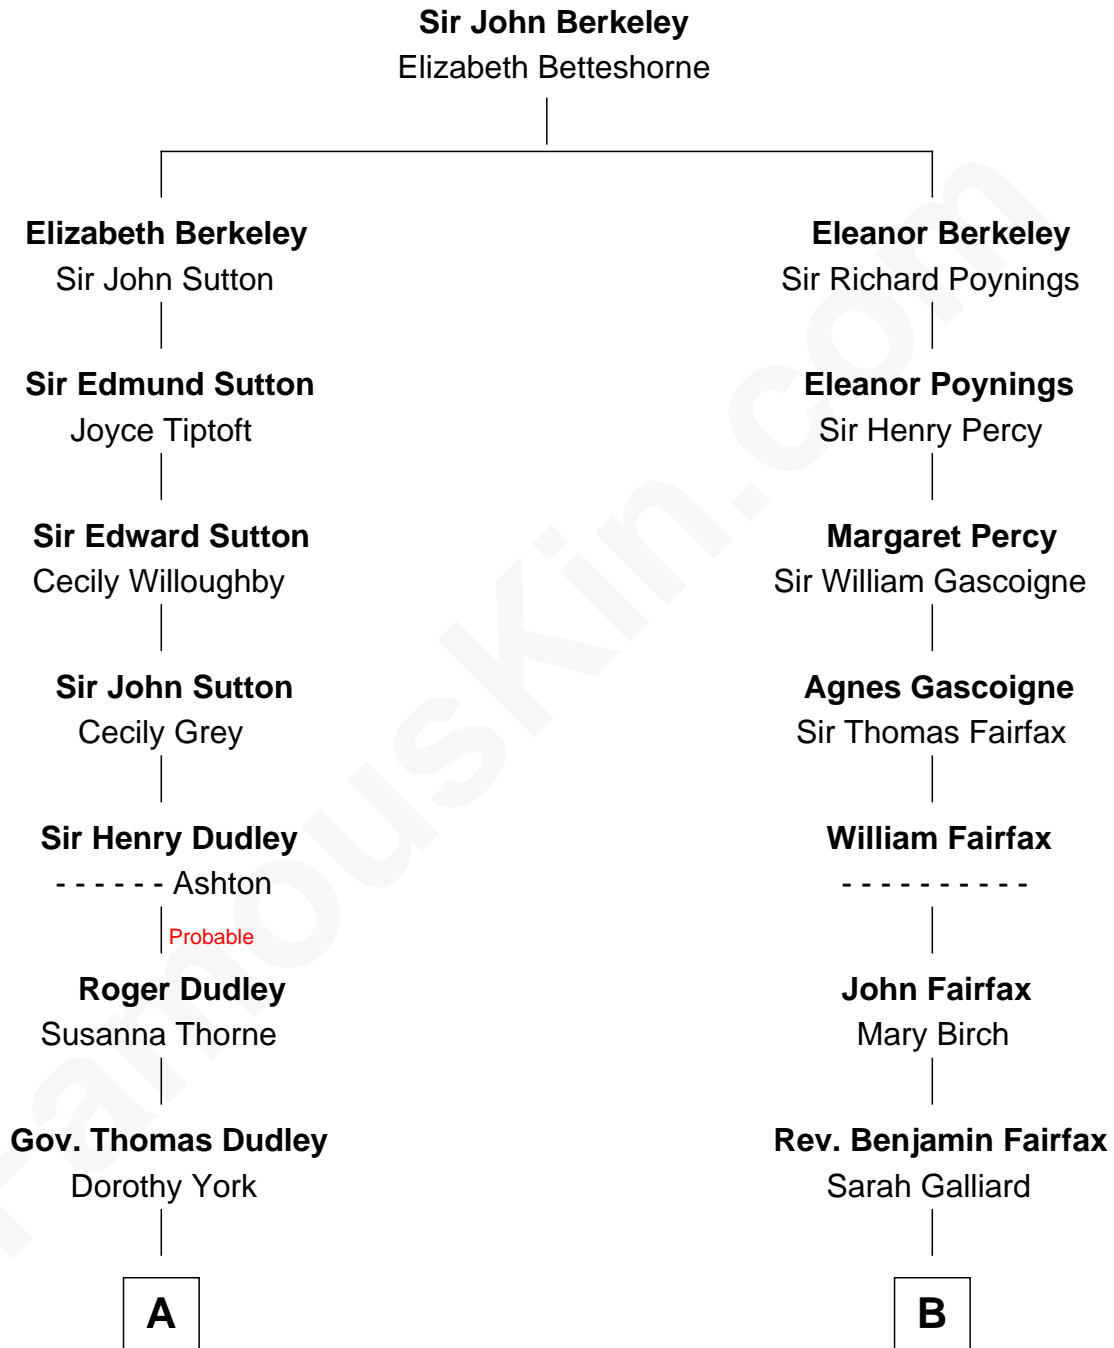 Sir John Berkeley
Elizabeth Betteshorne
Elizabeth Berkeley
Sir John Sutton
Eleanor Berkeley
Sir Richard Poynings
Sir Edmund Sutton
Joyce Tiptoft
Eleanor Poynings
Sir Henry Percy
Sir Edward Sutton
Cecily Willoughby
Margaret Percy
Sir William Gascoigne
Sir John Sutton
Cecily Grey
Agnes Gascoigne
Sir Thomas Fairfax
Sir Henry Dudley
- - - - - - Ashton
William Fairfax
- - - - - - - - - -
Probable
Roger Dudley
Susanna Thorne
John Fairfax
Mary Birch
Gov. Thomas Dudley
Dorothy York
Rev. Benjamin Fairfax
Sarah Galliard
A
B
FamousKin.com